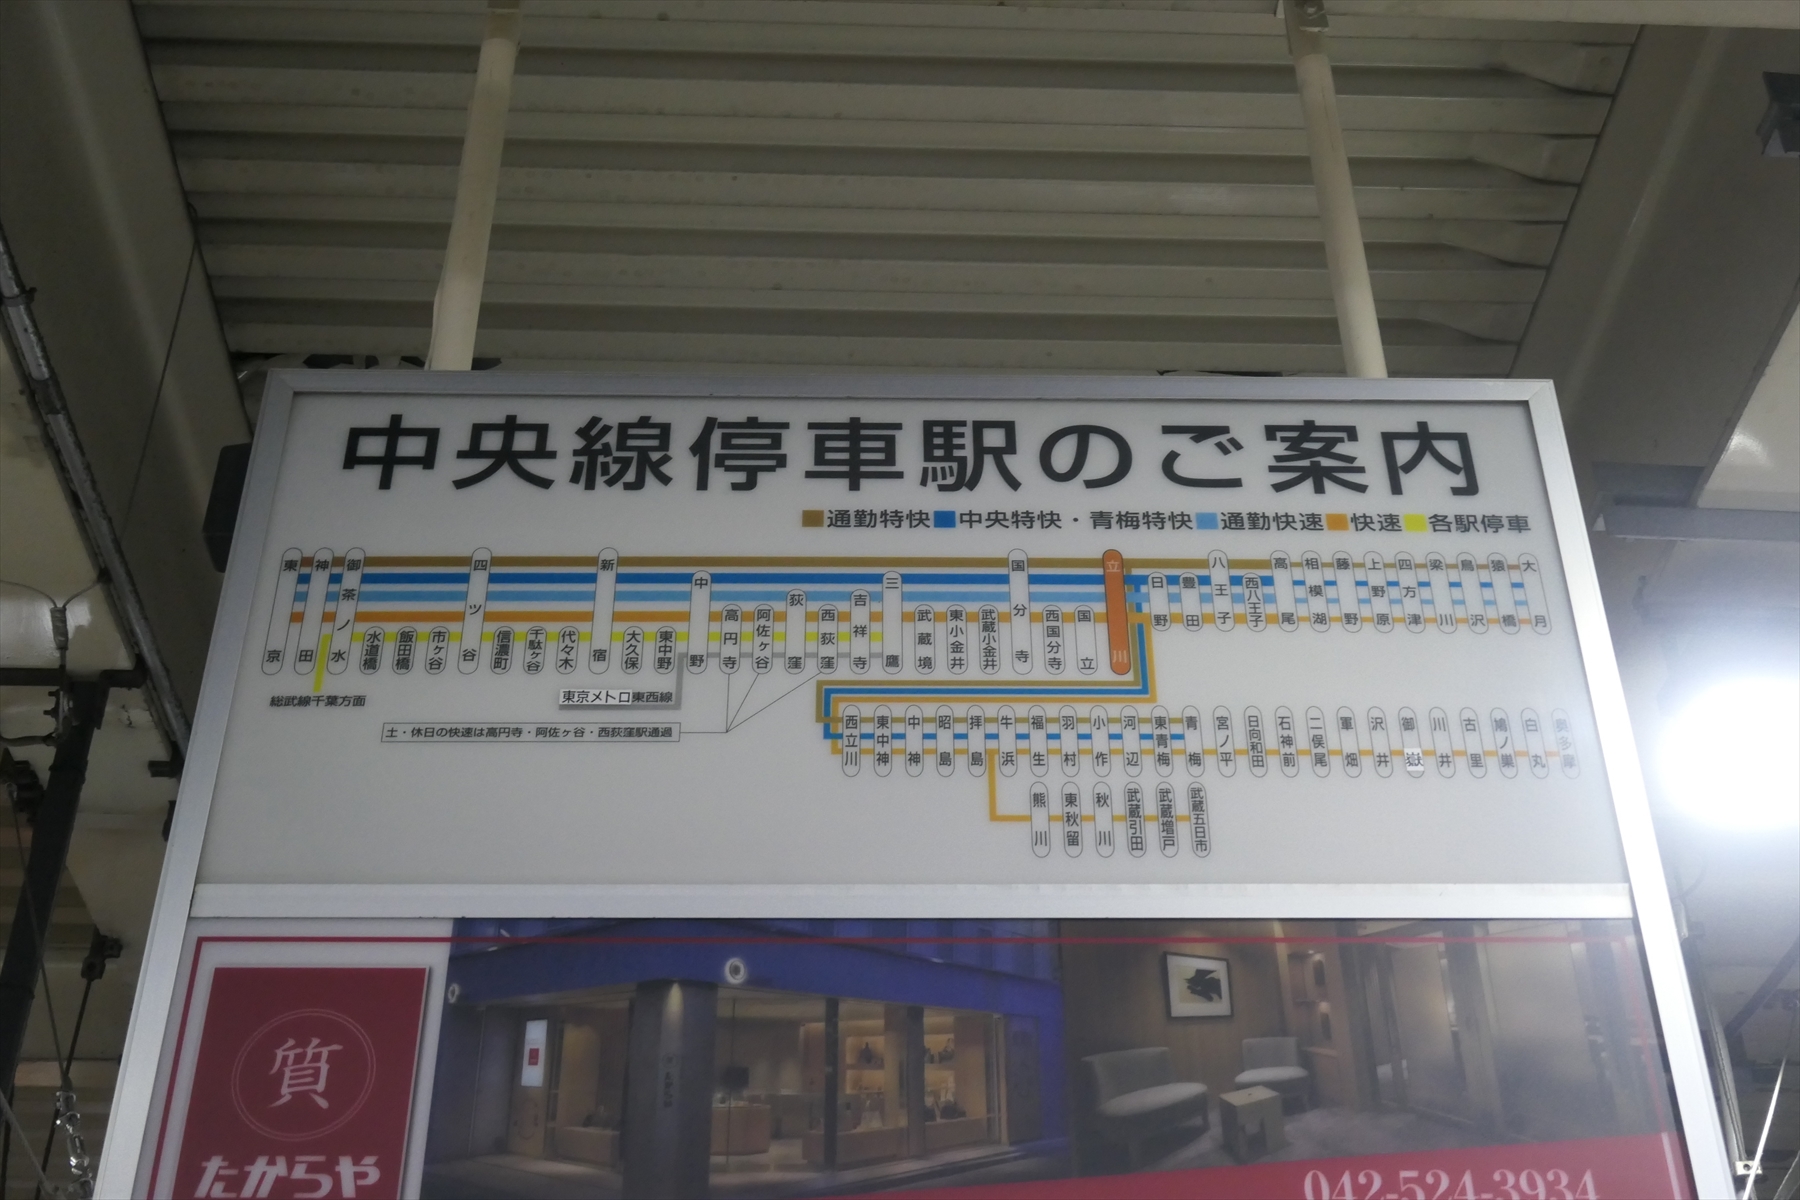 中央線停車駅のご案内
通勤特快 中央特快・青梅特快 通勤快速 快速 各駅停車
東京 神田 御茶ノ水 水道橋 飯田橋 市ヶ谷 四ツ谷 信濃町 千駄ヶ谷 代々木 新宿 大久保 東中野 中野 高円寺 阿佐ヶ谷 荻窪 西荻窪 吉祥寺 三鷹 武蔵境 東小金井 武蔵小金井 国分寺 西国分寺 国立 立川 日野 豊田 八王子 西八王子 高尾 相模湖 藤野 上野原 四方津 梁川 鳥沢 猿橋 大月
総武線千葉方面
東京メトロ東西線
土・休日の快速は高円寺・阿佐ヶ谷・西荻窪駅通過
西立川 東中神 中神 昭島 拝島 牛浜 福生 羽村 小作 河辺 東青梅 青梅 宮ノ平 日向和田 石神前 二俣尾 軍畑 沢井 御嶽 川井 古里 鳩ノ巣 白丸 奥多摩
熊川 東秋留 秋川 武蔵引田 武蔵増戸 武蔵五日市
質
たからや
042-524-3934